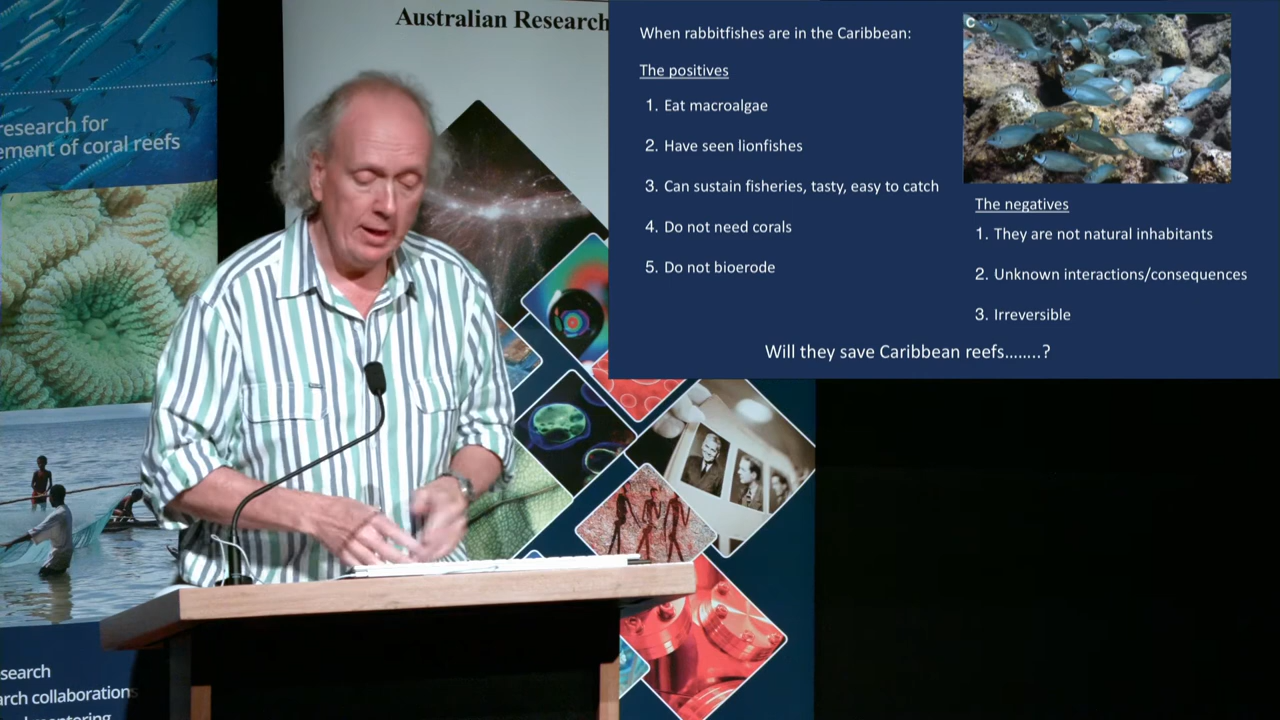 Australian Research
research for
ement of coral reefs
search
arch collaborations
When rabbitfishes are in the Caribbean:
The positives
1. Eat macroalgae
2. Have seen lionfishes
3. Can sustain fisheries, tasty, easy to catch
4. Do not need corals
5. Do not bioerode
C
The negatives
1. They are not natural inhabitants
2. Unknown interactions/consequences
3. Irreversible
Will they save Caribbean reefs........?